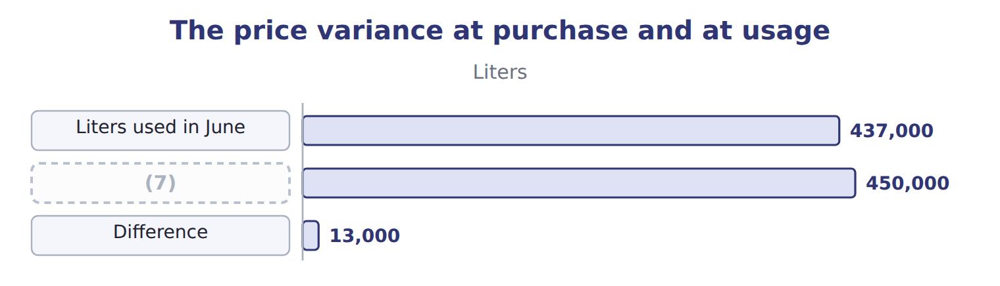 The price variance at purchase and at usage
Liters
Liters used in June
437,000
(7)
450,000
Difference
13,000